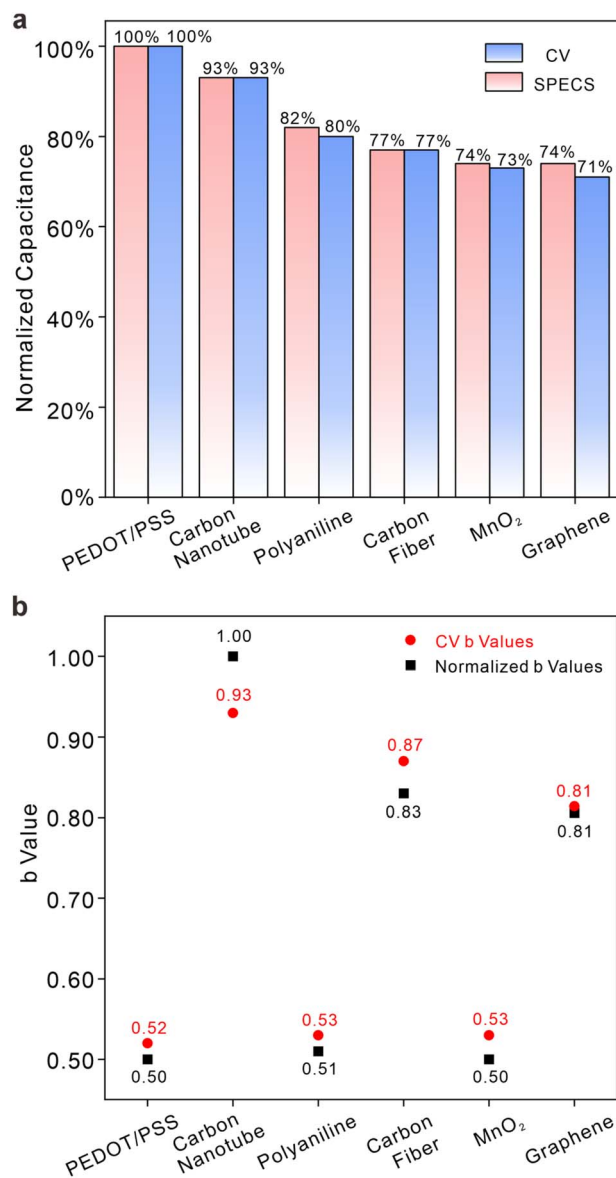 a
100%
80%
60%
40%
20%
0%
Normalized Capacitance
CV
SPECS
100% 100%
93% 93%
82% 80%
77% 77%
74% 73%
74% 71%
PEDOT/PSS
Carbon
Nanotube
Polyaniline
Carbon
Fiber
MnO₂
Graphene
b
1.00
0.90
0.80
0.70
0.60
0.50
b Value
CV b Values
Normalized b Values
1.00
0.93
0.87
0.83
0.81
0.81
0.52
0.50
0.53
0.51
0.53
0.50
PEDOT/PSS
Carbon
Nanotube
Polyaniline
Carbon
Fiber
MnO₂
Graphene